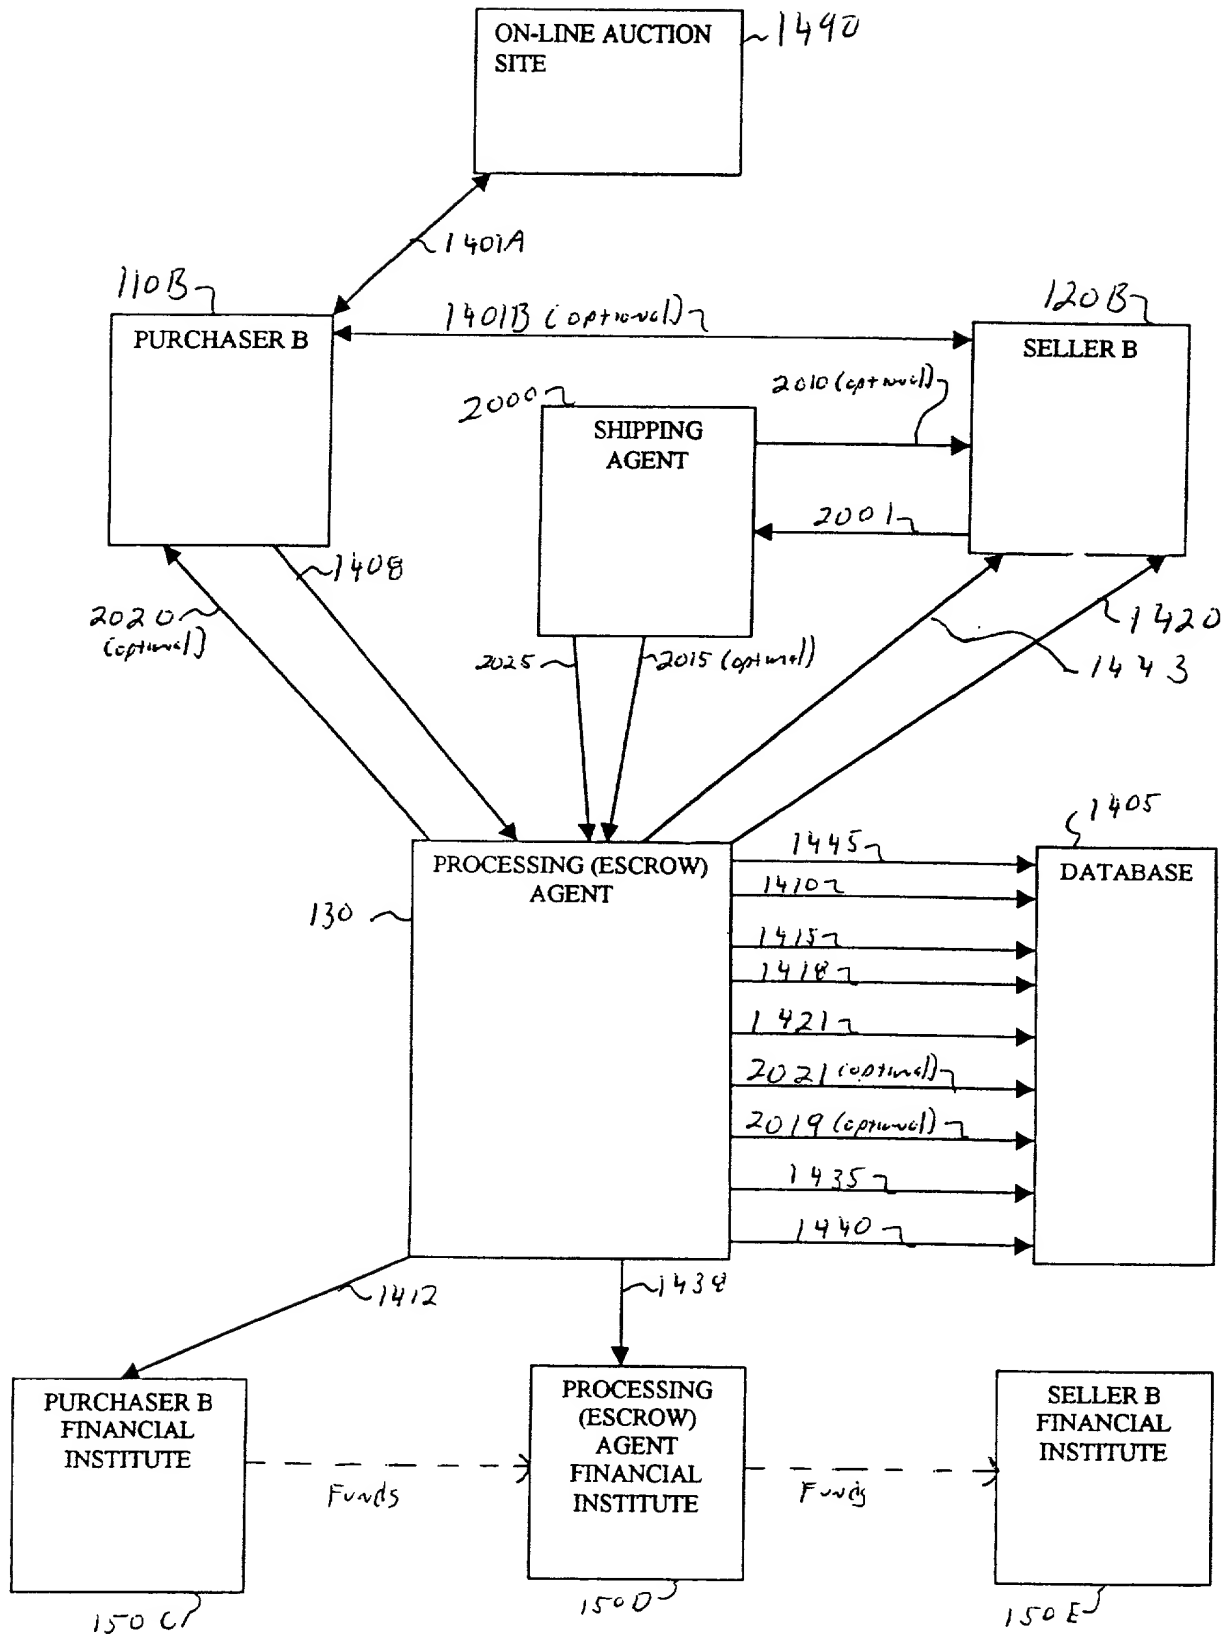 ON-LINE AUCTION
SITE
1490
1401A
110B
1401B (optional)
120B
PURCHASER B
SELLER B
2010 (optional)
2000
SHIPPING
AGENT
2001
1408
2020
(optional)
1420
2025
2015 (optional)
1443
1405
PROCESSING (ESCROW)
AGENT
1445
DATABASE
1410
130
1415
1418
1421
2021 (optional)
2019 (optional)
1435
1440
1412
1438
PURCHASER B
FINANCIAL
INSTITUTE
PROCESSING
(ESCROW)
AGENT
FINANCIAL
INSTITUTE
SELLER B
FINANCIAL
INSTITUTE
Funds
Funds
150C
150D
150E